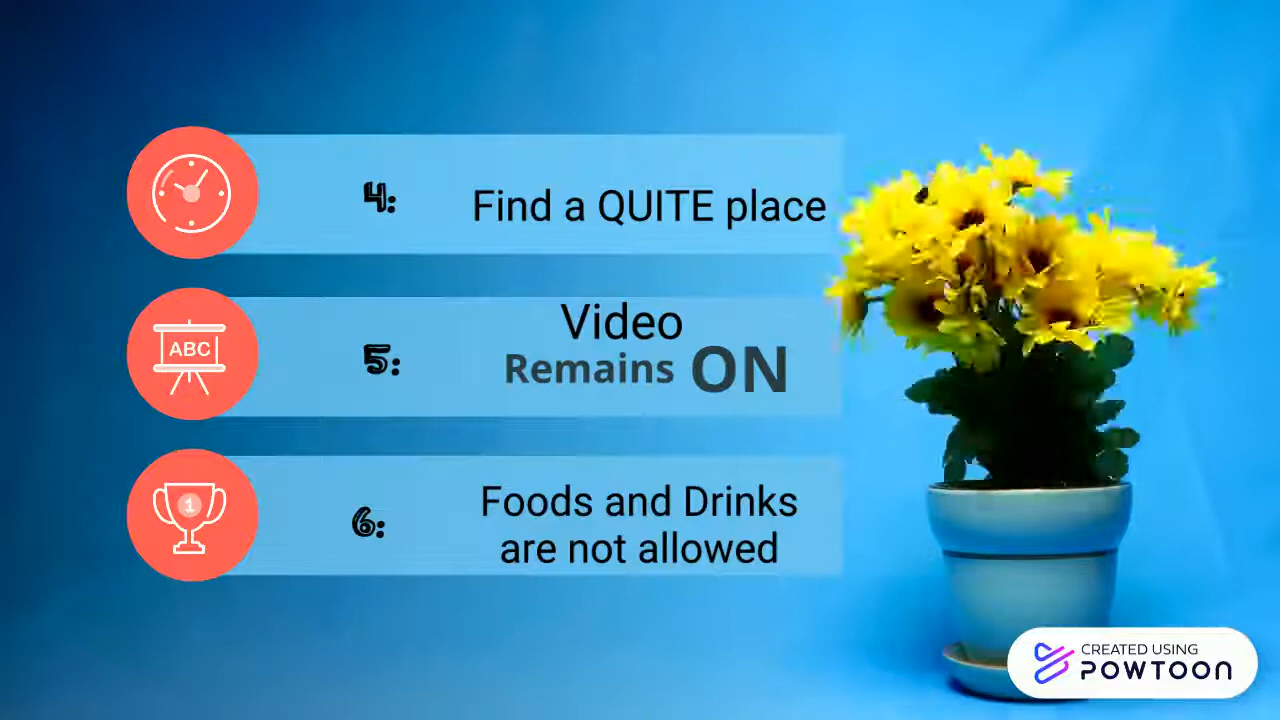 4:
Find a QUITE place
ABC
5:
Video
Remains ON
1
6:
Foods and Drinks
are not allowed
CREATED USING
POWTOON